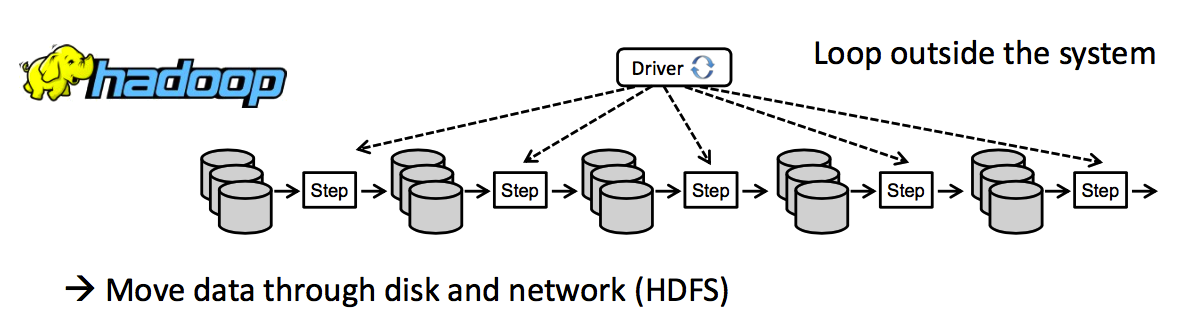 Loop outside the system
Driver
hadoop
Step
Step
Step
Step
Step
→ Move data through disk and network (HDFS)